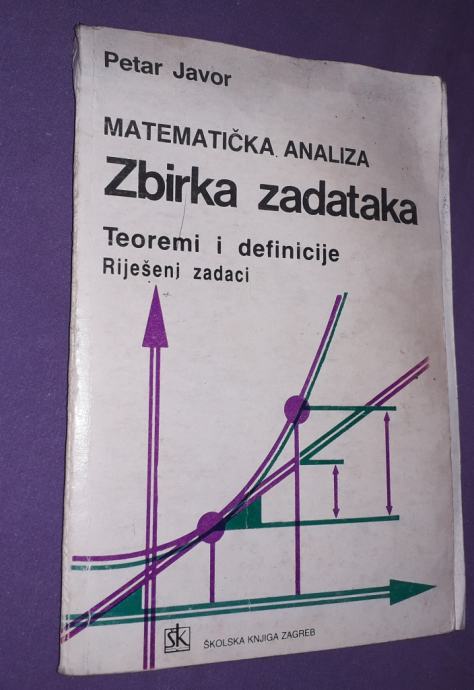 Petar Javor
MATEMATIČKA ANALIZA
Zbirka zadataka
Teoremi i definicije
Riješeni zadaci
ŠK
ŠKOLSKA KNJIGA ZAGREB